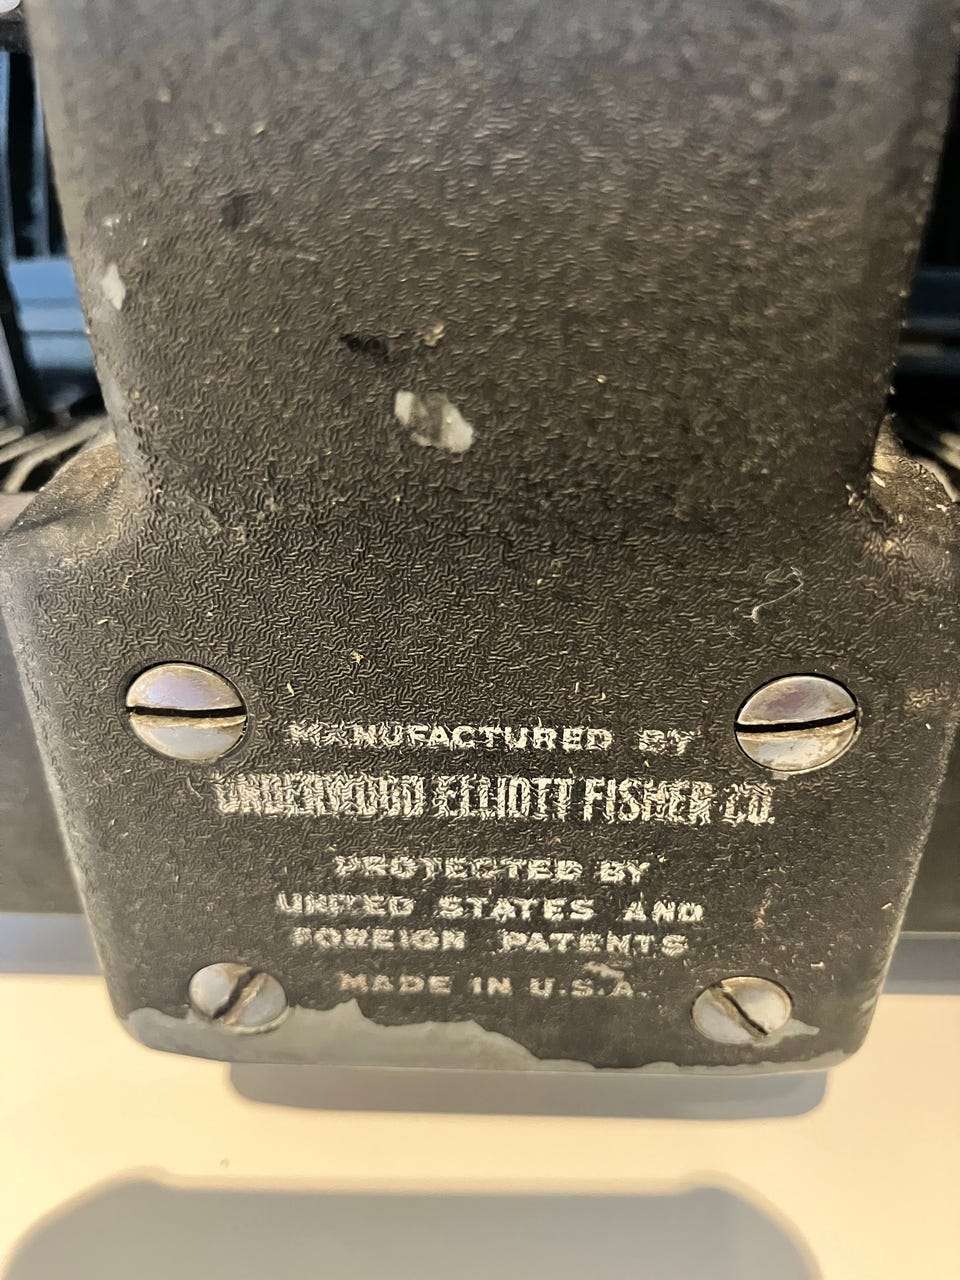 MANUFACTURED BY
UNDERWOOD ELLIOTT FISHER CO.
PROTECTED BY
UNITED STATES AND
FOREIGN PATENTS
MADE IN U.S.A.